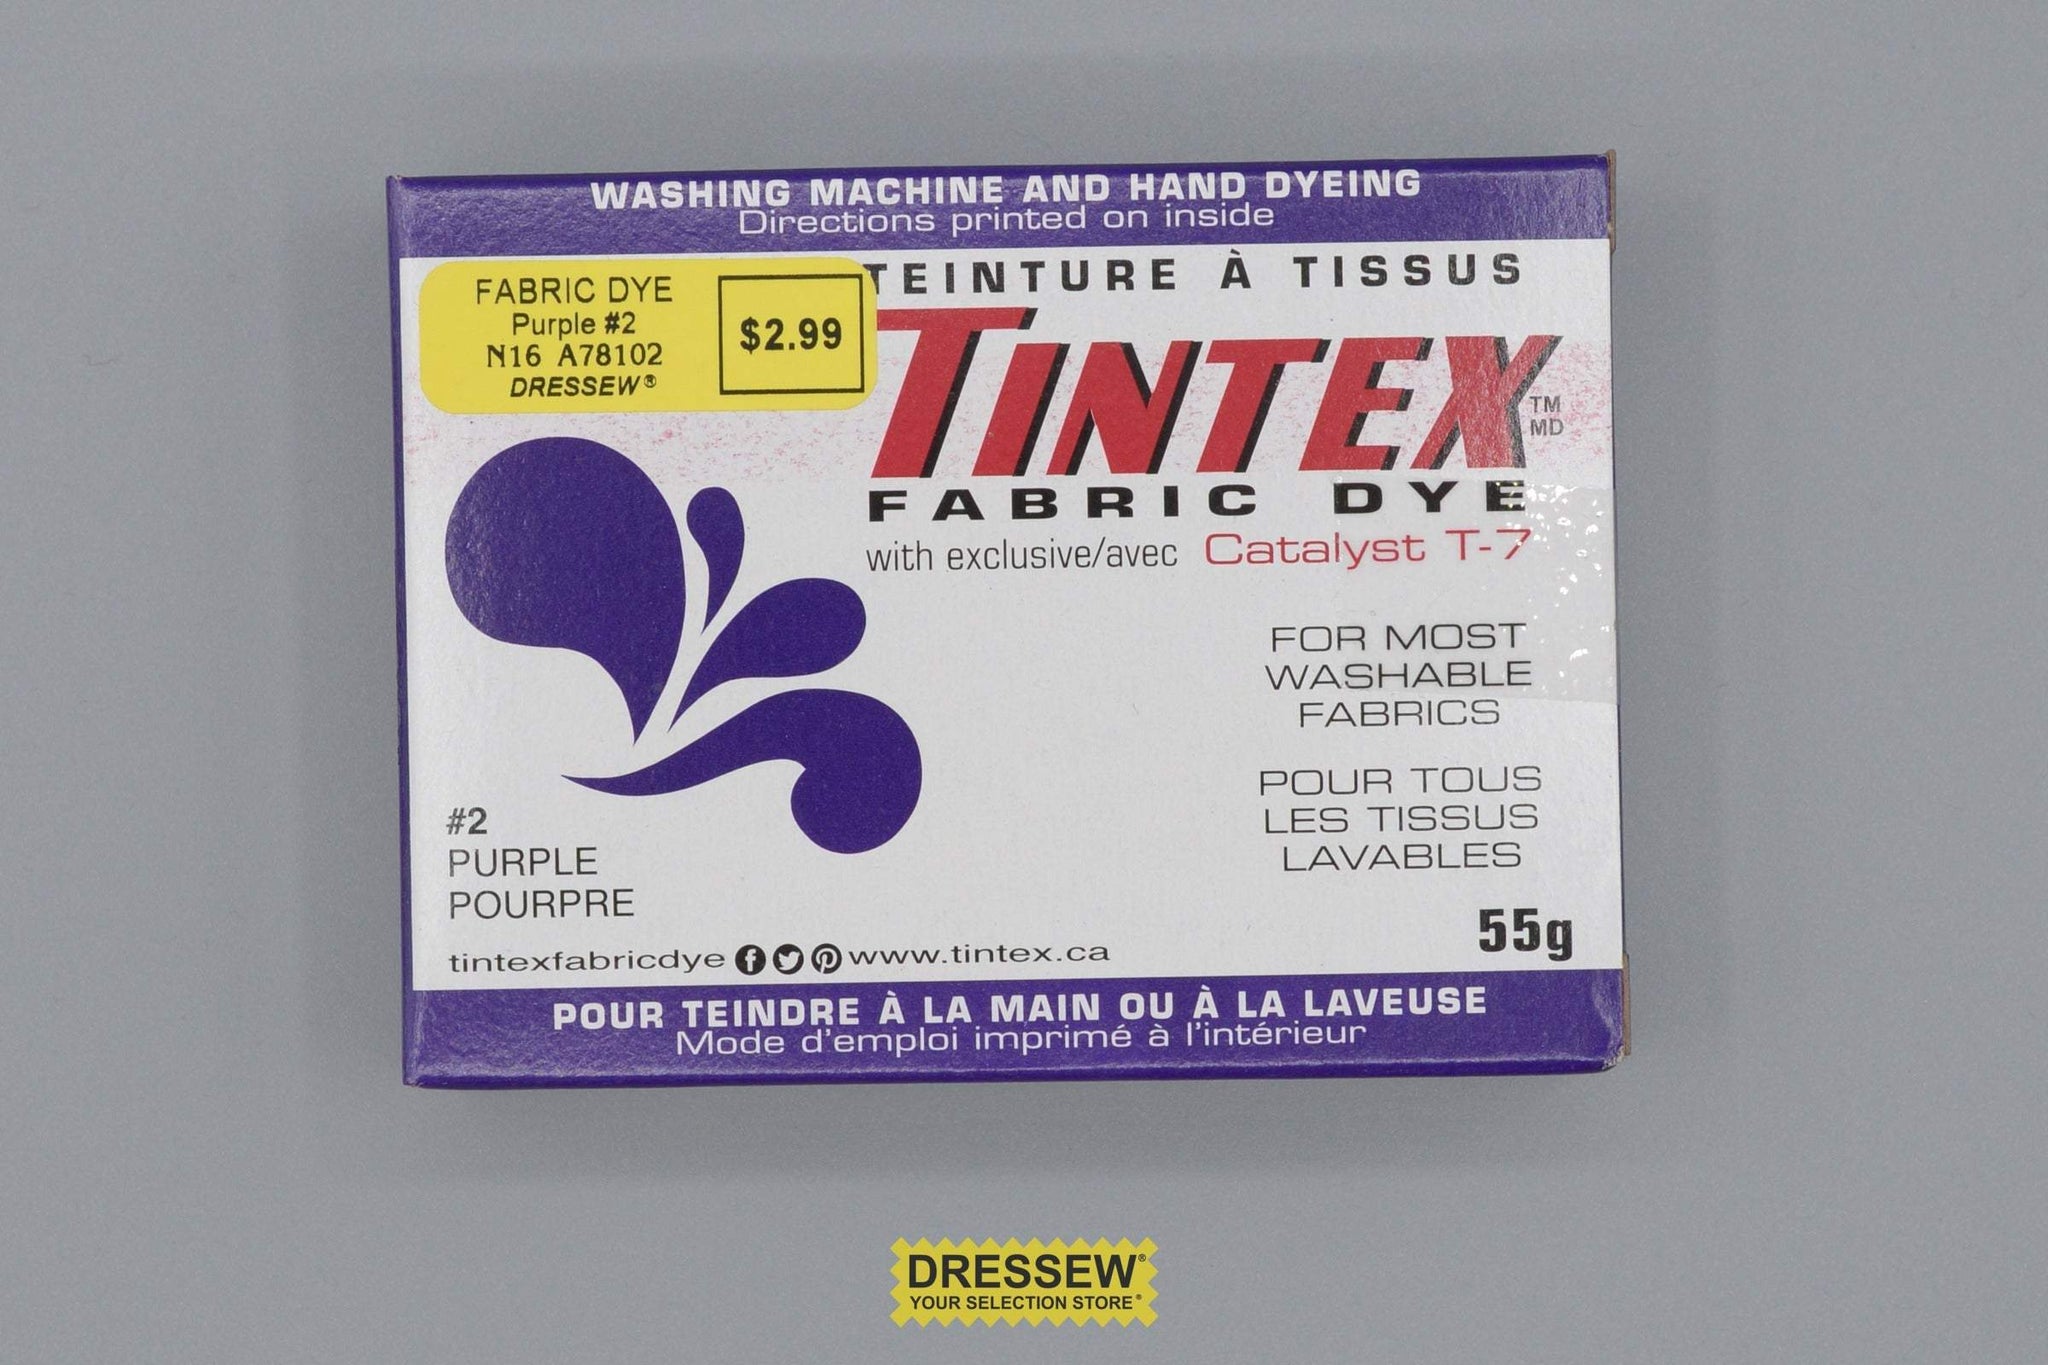 WASHING MACHINE AND HAND DYEING
Directions printed on inside
FABRIC DYE
Purple #2
N16 A78102
DRESSEW®
$2.99
TEINTURE À TISSUS
TINTEX
TM
MD
FABRIC DYE
with exclusive/avec Catalyst T-7
FOR MOST
WASHABLE
FABRICS
POUR TOUS
LES TISSUS
LAVABLES
#2
PURPLE
POURPRE
55g
tintexfabricdye www.tintex.ca
POUR TEINDRE À LA MAIN OU À LA LAVEUSE
Mode d'emploi imprimé à l'intérieur
DRESSEW®
YOUR SELECTION STORE®